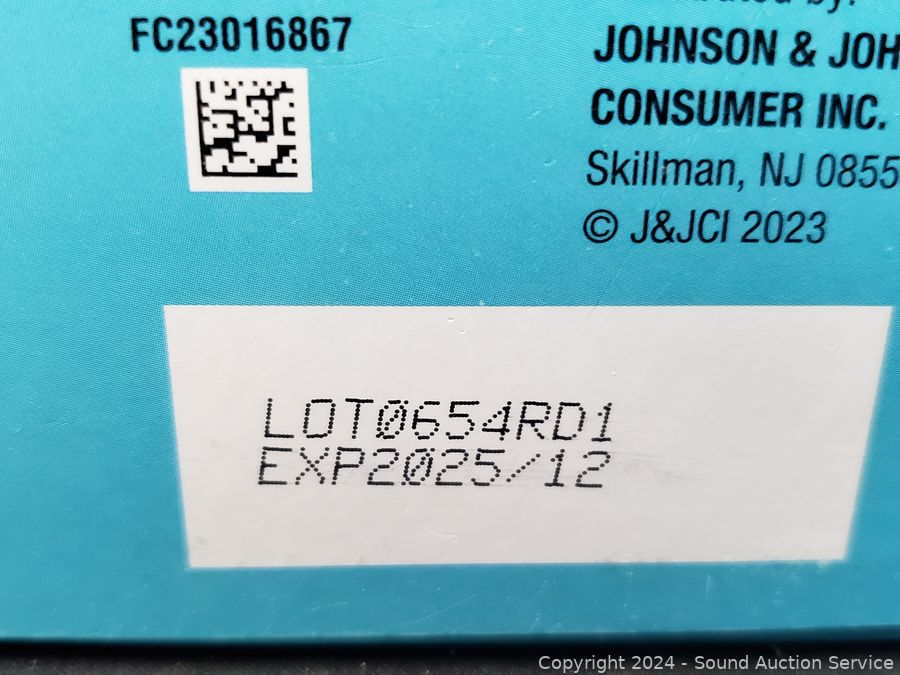 FC23016867
JOHNSON & JOH
CONSUMER INC.
Skillman, NJ 0855
© J&JCI 2023
LOT0654RD1
EXP2025/12
Copyright 2024 - Sound Auction Service